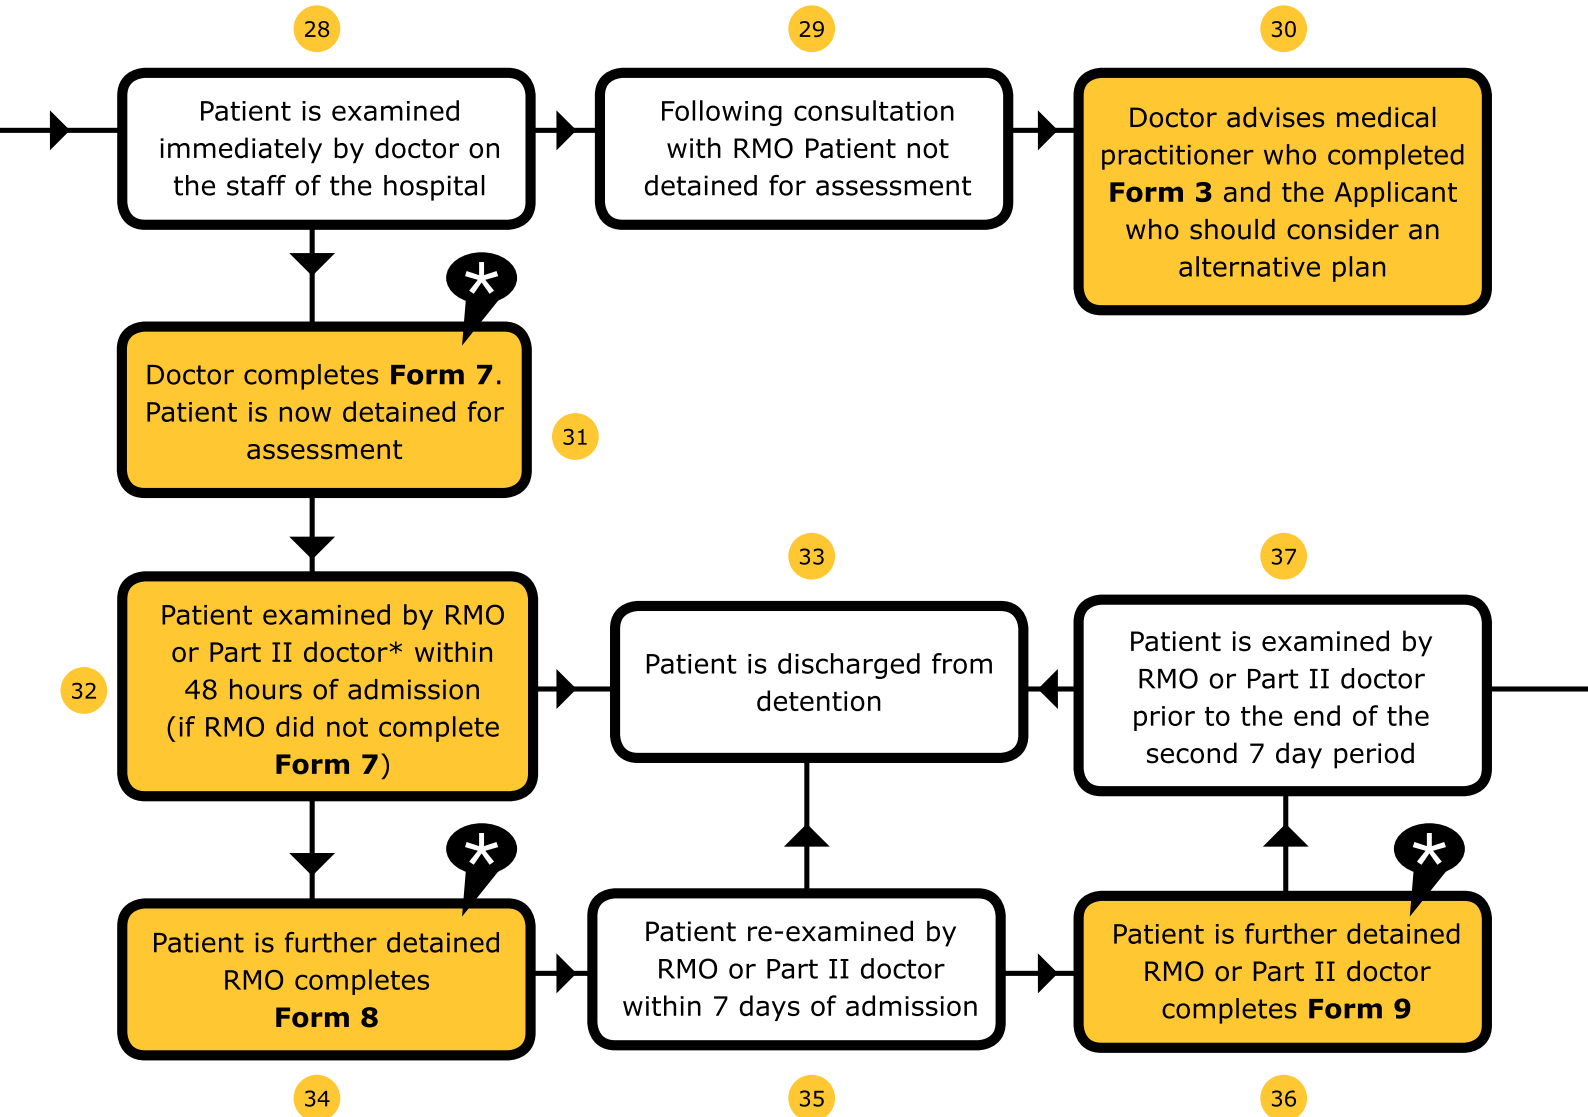 28
29
30
Patient is examined
immediately by doctor on
the staff of the hospital
Following consultation
with RMO Patient not
detained for assessment
Doctor advises medical
practitioner who completed
Form 3 and the Applicant
who should consider an
alternative plan
*
Doctor completes Form 7.
Patient is now detained for
assessment
31
33
37
Patient examined by RMO
or Part II doctor* within
48 hours of admission
(if RMO did not complete
Form 7)
32
Patient is discharged from
detention
Patient is examined by
RMO or Part II doctor
prior to the end of the
second 7 day period
*
*
Patient is further detained
RMO completes
Form 8
Patient re-examined by
RMO or Part II doctor
within 7 days of admission
Patient is further detained
RMO or Part II doctor
completes Form 9
34
35
36